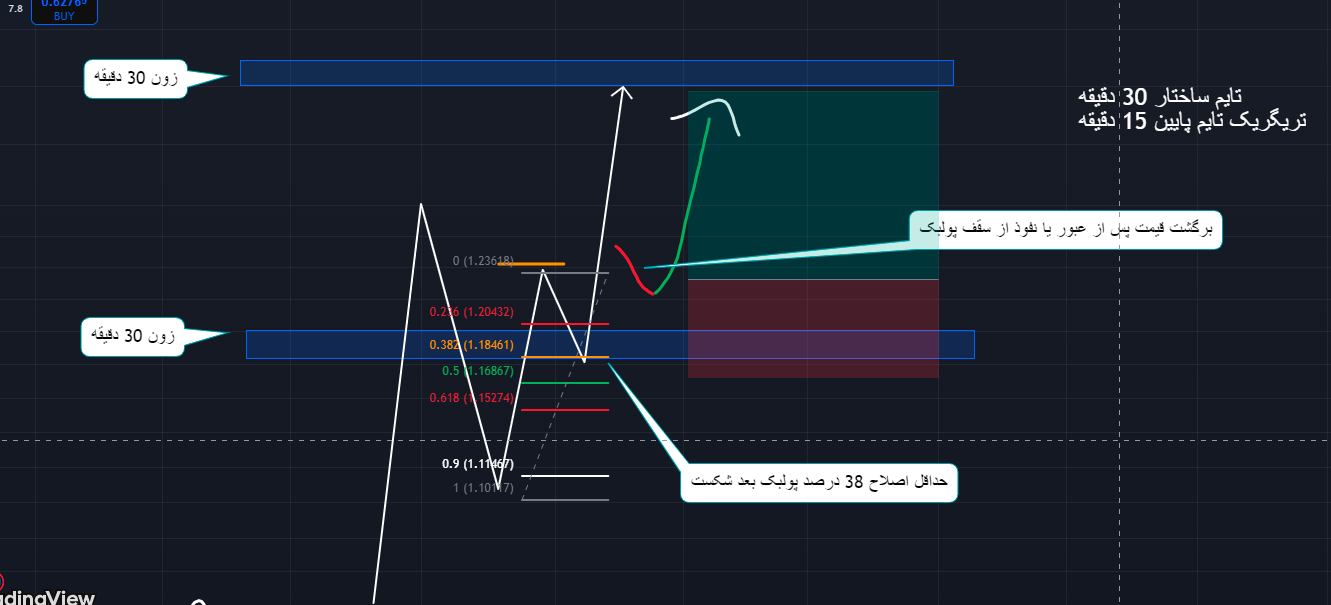 7.8
0.6276⁵
BUY
زون 30 دقیقه
تایم ساختار 30 دقیقه
تریگریک تایم پایین 15 دقیقه
برگشت قیمت پس از عبور یا نفوذ از سقف پولبک
0 (1.23618)
0.236 (1.20432)
زون 30 دقیقه
0.382 (1.18461)
0.5 (1.16867)
0.618 (1.15274)
0.9 (1.11467)
حداقل اصلاح 38 درصد پولبک بعد شکست
1 (1.10117)
adingView